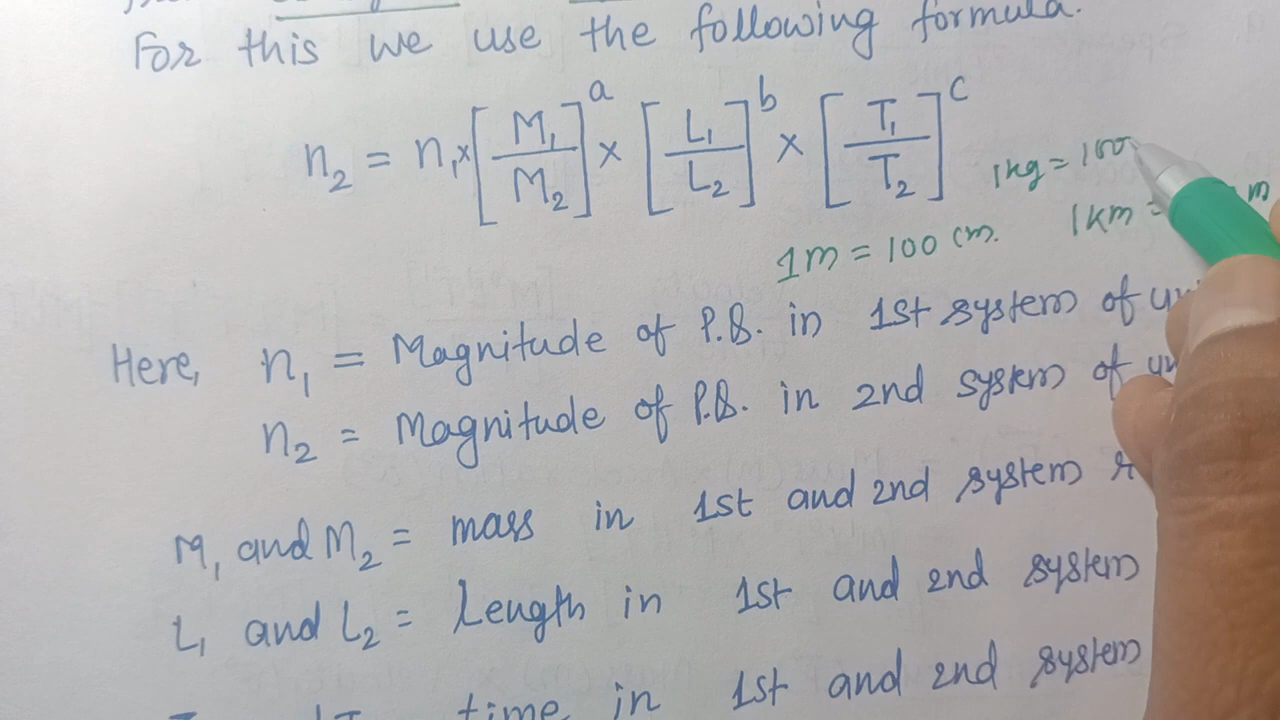 For this we use the following formula.
n₂ = n₁ × [M₁/M₂]ᵃ × [L₁/L₂]ᵇ × [T₁/T₂]ᶜ
1kg = 100
1m = 100 cm. 1km = m
Here, n₁ = Magnitude of P.Q. in 1st system of
n₂ = Magnitude of P.Q. in 2nd system of
M₁ and M₂ = mass in 1st and 2nd system
L₁ and L₂ = Length in 1st and 2nd system
time in 1st and 2nd system